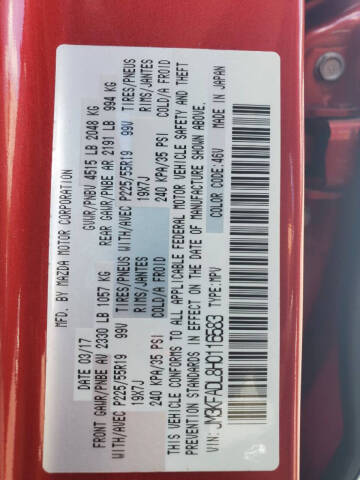 MFD. BY MAZDA MOTOR CORPORATION
03/17 GVWR/PNBV 4515 LB 2048 KG
FRONT GAWR/PNBE AV 2330 LB 1057 KG REAR GAWR/PNBE AR 2191 LB 994 KG
WITH/AVEC P225/55R19 99V TIRES/PNEUS WITH/AVEC P225/55R19 99V TIRES/PNEUS
19X7J RIMS/JANTES 19X7J RIMS/JANTES
240 KPA/35 PSI COLD/A FROID 240 KPA/35 PSI COLD/A FROID
THIS VEHICLE CONFORMS TO ALL APPLICABLE FEDERAL MOTOR VEHICLE SAFETY AND THEFT
PREVENTION STANDARDS IN EFFECT ON THE DATE OF MANUFACTURE SHOWN ABOVE.
VIN: JM3KFADL8H0116583 TYPE: MPV COLOR CODE: 46V MADE IN JAPAN